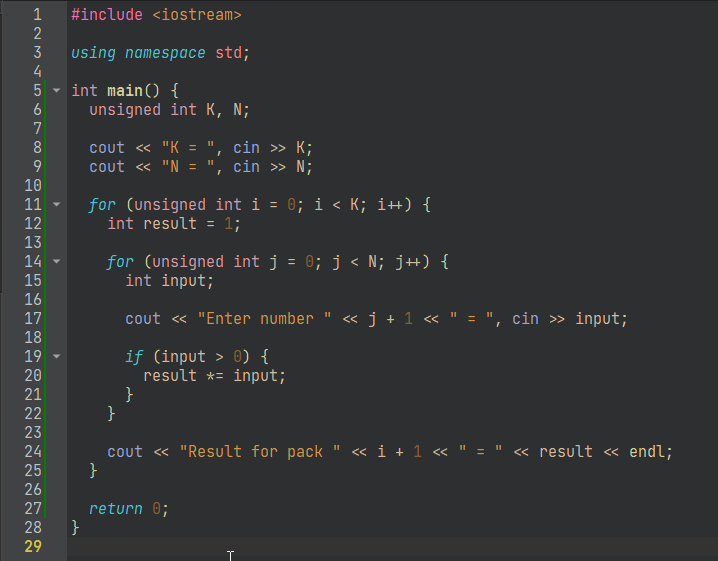 1 #include <iostream>
2
3 using namespace std;
4
5 int main() {
6   unsigned int K, N;
7
8   cout << "K = ", cin >> K;
9   cout << "N = ", cin >> N;
10
11   for (unsigned int i = 0; i < K; i++) {
12     int result = 1;
13
14     for (unsigned int j = 0; j < N; j++) {
15       int input;
16
17       cout << "Enter number " << j + 1 << " = ", cin >> input;
18
19       if (input > 0) {
20         result *= input;
21       }
22     }
23
24     cout << "Result for pack " << i + 1 << " = " << result << endl;
25   }
26
27   return 0;
28 }
29